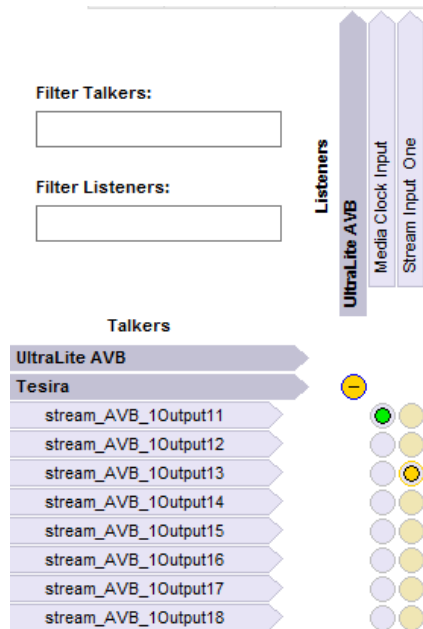 Filter Talkers:
Filter Listeners:
Listeners
UltraLite AVB
Media Clock Input
Stream Input One
Talkers
UltraLite AVB
Tesira
stream_AVB_1Output11
stream_AVB_1Output12
stream_AVB_1Output13
stream_AVB_1Output14
stream_AVB_1Output15
stream_AVB_1Output16
stream_AVB_1Output17
stream_AVB_1Output18